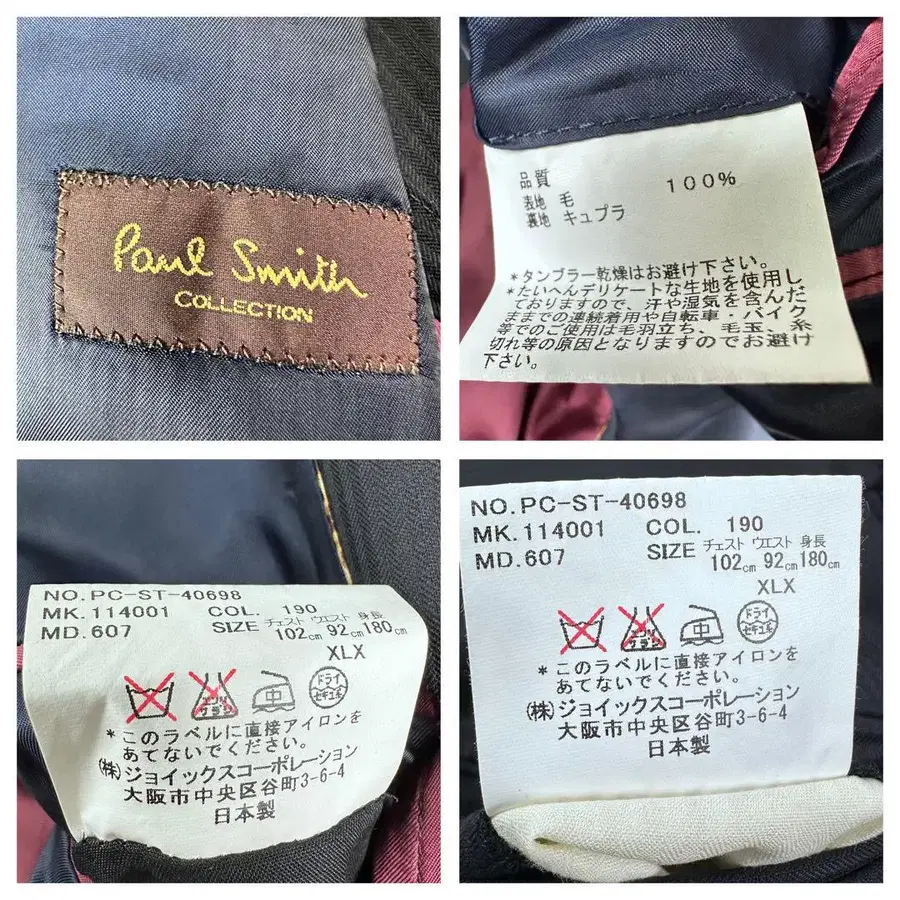 Paul Smith
COLLECTION
品質
表地 毛 100%
裏地 キュプラ
*タンブラー乾燥はお避け下さい。
*たいへんデリケートな生地を使用し
ておりますので、汗や湿気を含んだ
ままでの連続着用や自転車・バイク
等でのご使用は毛羽立ち、毛玉、糸
切れ等の原因となりますのでお避け
下さい。
NO.PC-ST-40698
MK.114001 COL. 190
MD.607 SIZE チェスト ウエスト 身長
102cm 92cm 180cm
XLX
エンソ サラシ
中
ドライ
セキユ系
*このラベルに直接アイロンを
あてないでください。
(株)ジョイックスコーポレーション
大阪市中央区谷町3-6-4
日本製
NO.PC-ST-40698
MK.114001 COL. 190
MD.607 SIZE チェスト ウエスト 身長
102cm 92cm 180cm
XLX
エンソ サラシ
中
ドライ
セキユ系
*このラベルに直接アイロンを
あてないでください。
(株)ジョイックスコーポレーション
大阪市中央区谷町3-6-4
日本製